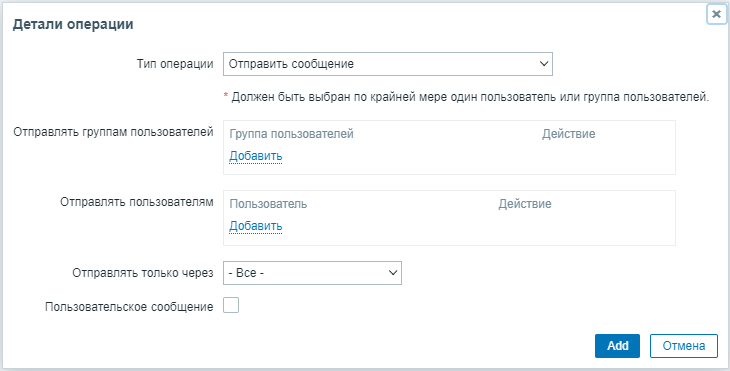 Детали операции
Тип операции Отправить сообщение
* Должен быть выбран по крайней мере один пользователь или группа пользователей.
Отправлять группам пользователей Группа пользователей Действие
Добавить
Отправлять пользователям Пользователь Действие
Добавить
Отправлять только через - Все -
Пользовательское сообщение
Add Отмена